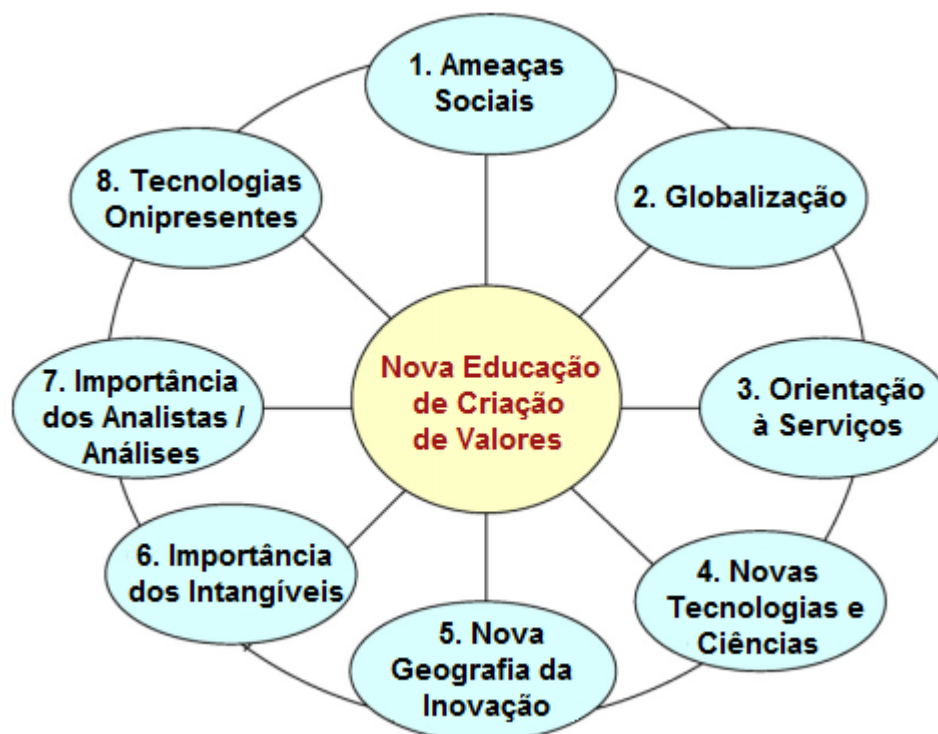 1. Ameaças
Sociais
2. Globalização
3. Orientação
à Serviços
4. Novas
Tecnologias e
Ciências
5. Nova
Geografia da
Inovação
6. Importância
dos Intangíveis
7. Importância
dos Analistas /
Análises
8. Tecnologias
Onipresentes
Nova Educação
de Criação
de Valores